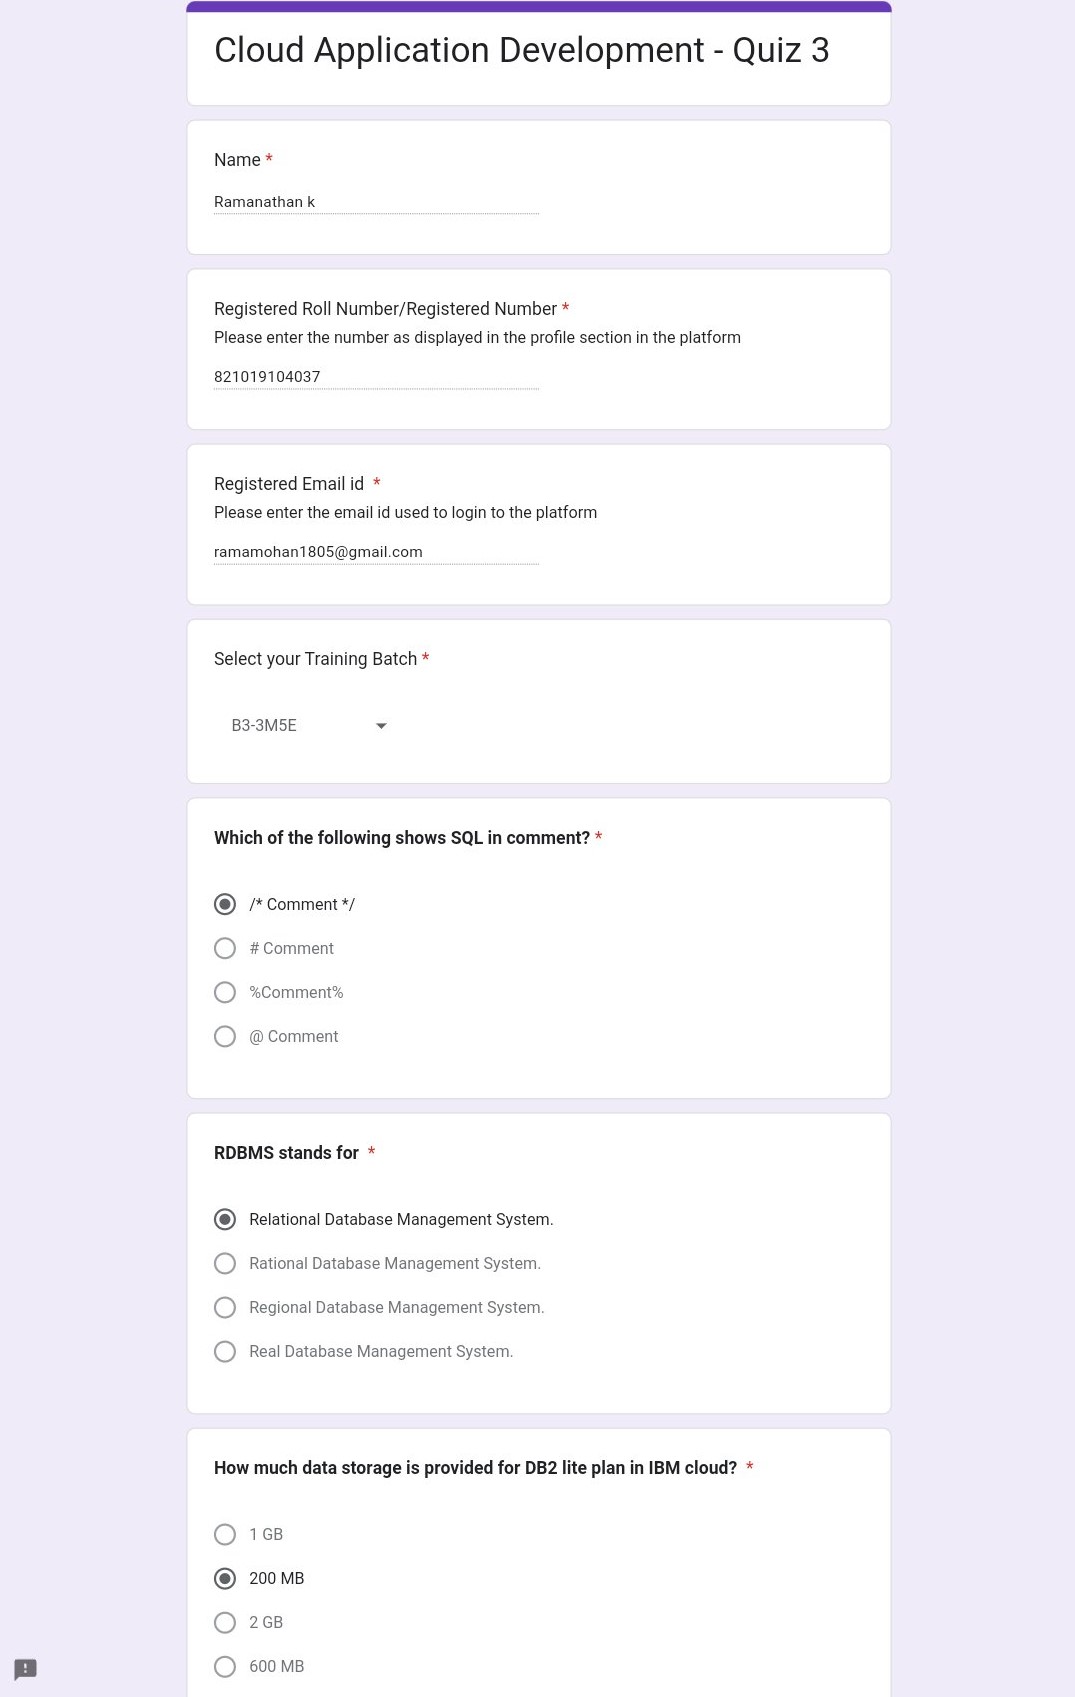 Cloud Application Development - Quiz 3
Name *
Ramanathan k
Registered Roll Number/Registered Number *
Please enter the number as displayed in the profile section in the platform
821019104037
Registered Email id *
Please enter the email id used to login to the platform
ramamohan1805@gmail.com
Select your Training Batch *
B3-3M5E
Which of the following shows SQL in comment? *
/* Comment */
# Comment
%Comment%
@ Comment
RDBMS stands for *
Relational Database Management System.
Rational Database Management System.
Regional Database Management System.
Real Database Management System.
How much data storage is provided for DB2 lite plan in IBM cloud? *
1 GB
200 MB
2 GB
600 MB